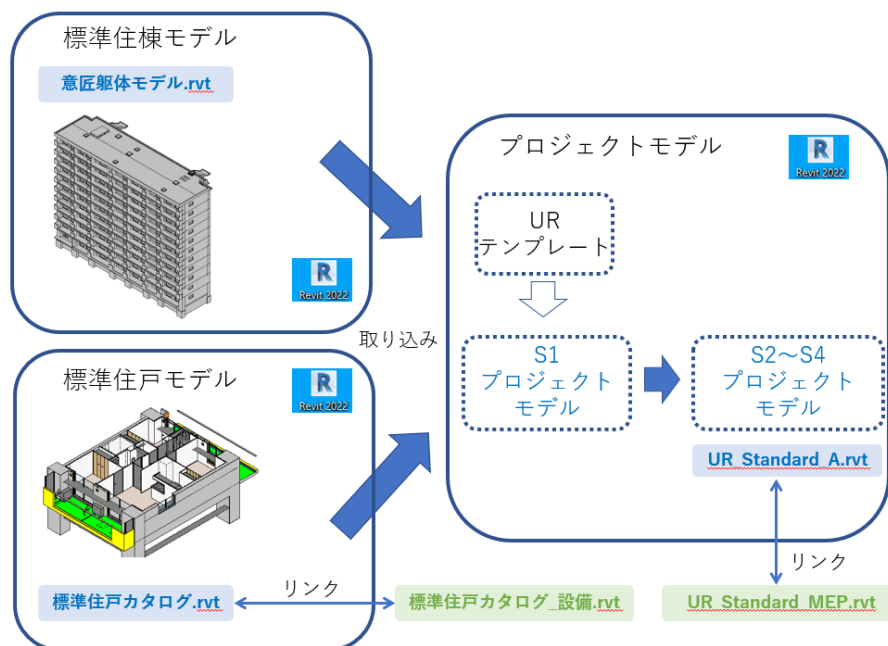 標準住棟モデル
意匠躯体モデル.rvt
R
Revit 2022
取り込み
標準住戸モデル
R
Revit 2022
標準住戸カタログ.rvt
リンク
標準住戸カタログ_設備.rvt
プロジェクトモデル
R
Revit 2022
UR
テンプレート
S1
プロジェクト
モデル
S2～S4
プロジェクト
モデル
UR_Standard_A.rvt
リンク
UR_Standard_MEP.rvt